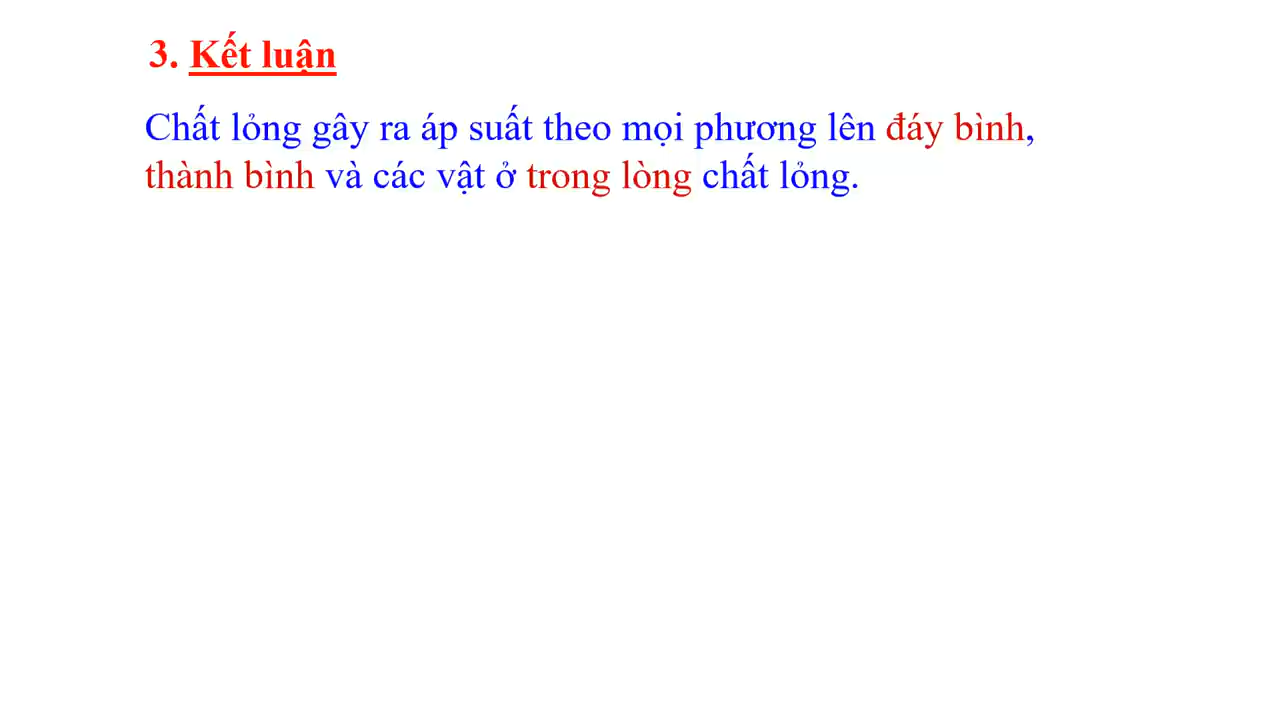 3. Kết luận
Chất lỏng gây ra áp suất theo mọi phương lên đáy bình,
thành bình và các vật ở trong lòng chất lỏng.